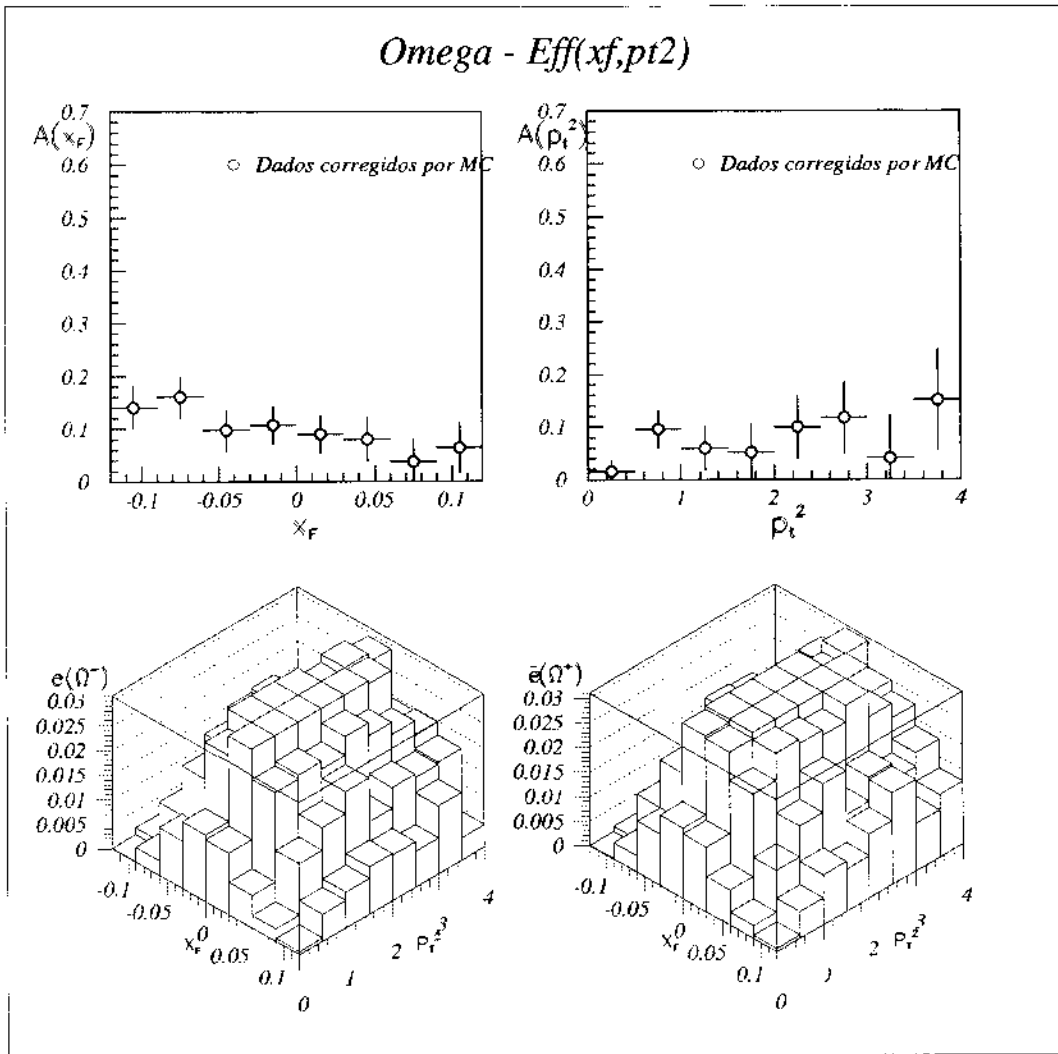 Omega - Eff(xf,pt2)
A(x_F)
0.7
0.6
0.5
0.4
0.3
0.2
0.1
0
○ Dados corregidos por MC
-0.1 -0.05 0 0.05 0.1
x_F
A(p_t^2)
0.7
0.6
0.5
0.4
0.3
0.2
0.1
0
○ Dados corregidos por MC
0 1 2 3 4
p_t^2
e(Ω⁻)
0.03
0.025
0.02
0.015
0.01
0.005
0
-0.1 -0.05 0 0.05 0.1
x_F
0 1 2 3 4
P_T^2
ē(Ω⁺)
0.03
0.025
0.02
0.015
0.01
0.005
0
-0.1 -0.05 0 0.05 0.1
x_F
0 2 3 4
P_T^2